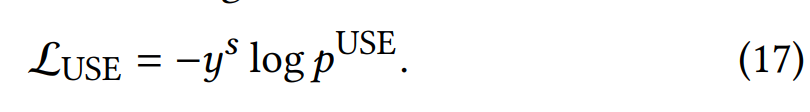 ℒ_USE = −y^s log p^USE. (17)